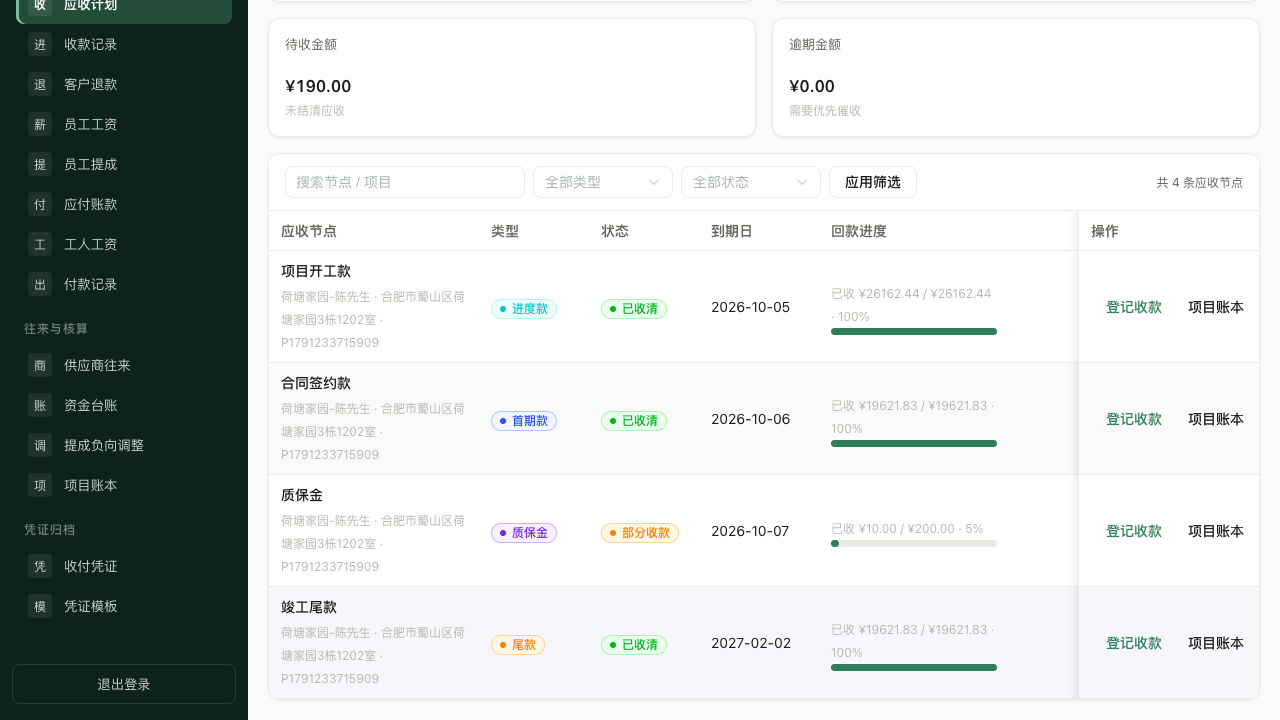 收 应收计划
进 收款记录
退 客户退款
薪 员工工资
提 员工提成
付 应付账款
工 工人工资
出 付款记录
往来与核算
商 供应商往来
账 资金台账
调 提成负向调整
项 项目账本
凭证归档
凭 收付凭证
模 凭证模板
退出登录
待收金额
¥190.00
未结清应收
逾期金额
¥0.00
需要优先催收
搜索节点 / 项目 全部类型 全部状态 应用筛选 共 4 条应收节点
应收节点 类型 状态 到期日 回款进度 操作
项目开工款
荷塘家园-陈先生 · 合肥市蜀山区荷
塘家园3栋1202室 ·
P1791233715909
进度款 已收清 2026-10-05
已收 ¥26162.44 / ¥26162.44
· 100%
登记收款 项目账本
合同签约款
荷塘家园-陈先生 · 合肥市蜀山区荷
塘家园3栋1202室 ·
P1791233715909
首期款 已收清 2026-10-06
已收 ¥19621.83 / ¥19621.83 ·
100%
登记收款 项目账本
质保金
荷塘家园-陈先生 · 合肥市蜀山区荷
塘家园3栋1202室 ·
P1791233715909
质保金 部分收款 2026-10-07
已收 ¥10.00 / ¥200.00 · 5%
登记收款 项目账本
竣工尾款
荷塘家园-陈先生 · 合肥市蜀山区荷
塘家园3栋1202室 ·
P1791233715909
尾款 已收清 2027-02-02
已收 ¥19621.83 / ¥19621.83 ·
100%
登记收款 项目账本